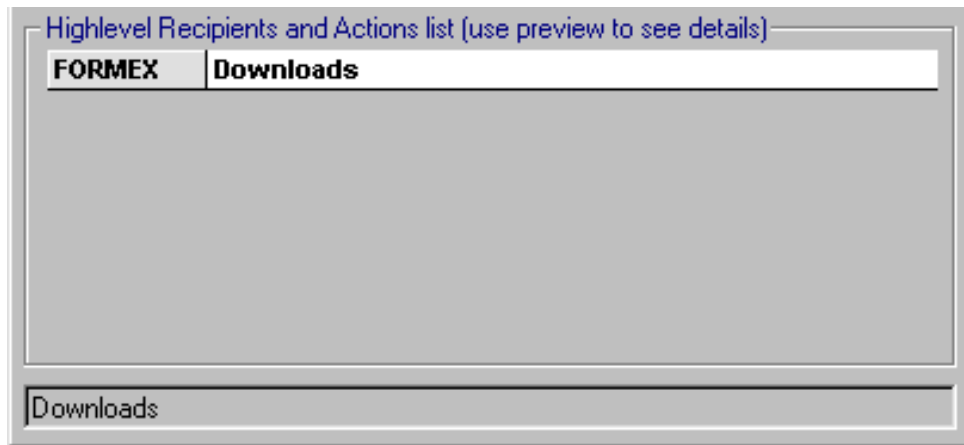 Highlevel Recipients and Actions list (use preview to see details)
FORMEX Downloads
Downloads